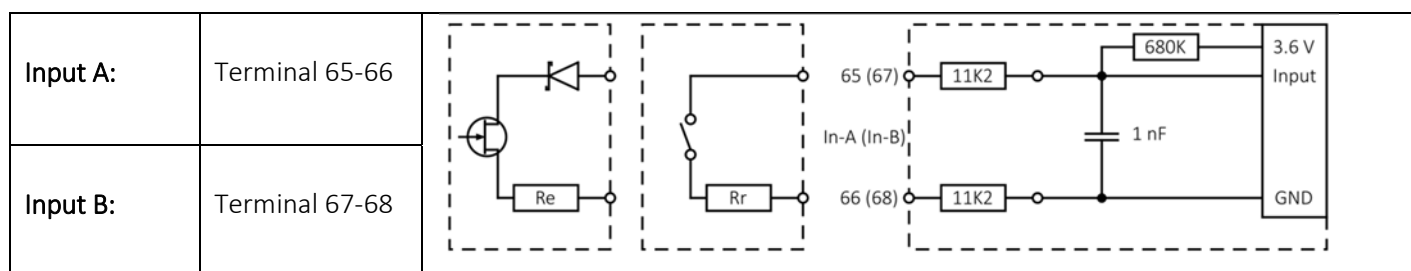 Input A:
Terminal 65-66
Input B:
Terminal 67-68
Re
Rr
65 (67)
In-A (In-B)
66 (68)
11K2
11K2
680K
1 nF
3.6 V
Input
GND